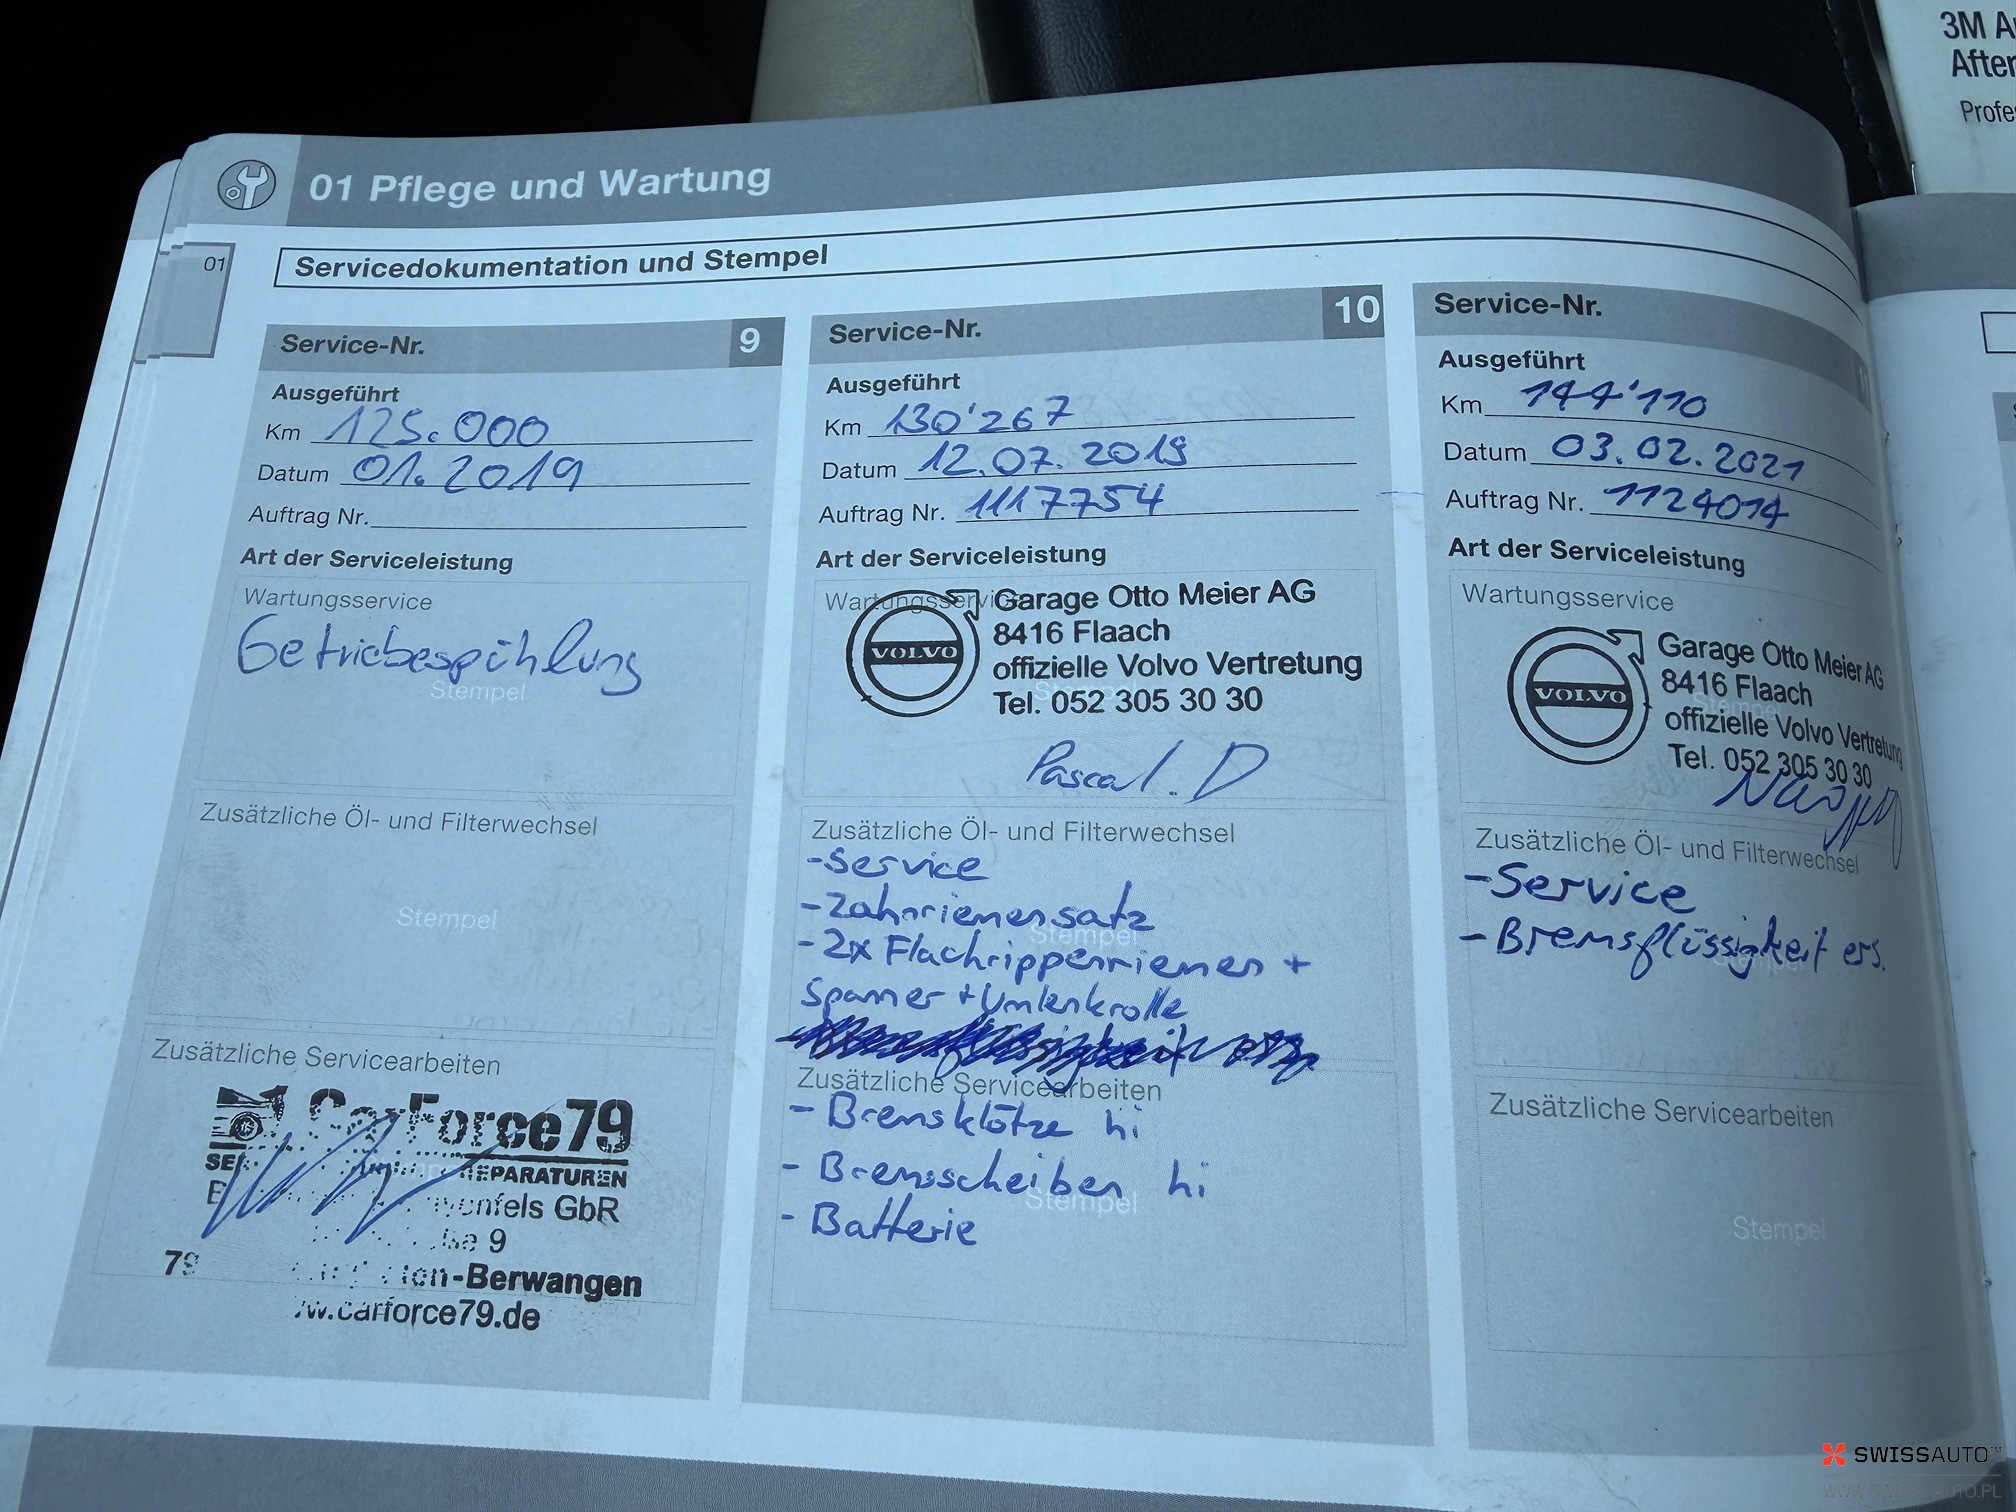 3M
After
Profe
01 Pflege und Wartung
01
Servicedokumentation und Stempel
Service-Nr. 9
Ausgeführt
Km 125.000
Datum 01.2019
Auftrag Nr.
Art der Serviceleistung
Wartungsservice
Getriebespühlung
Stempel
Zusätzliche Öl- und Filterwechsel
Stempel
Zusätzliche Servicearbeiten
CarForce79
REPARATUREN
GbR
9
-Berwangen
carforce79.de
Service-Nr. 10
Ausgeführt
Km 130'267
Datum 12.07.2019
Auftrag Nr. 1117754
Art der Serviceleistung
Wartungsservice
VOLVO
Garage Otto Meier AG
8416 Flaach
offizielle Volvo Vertretung
Tel. 052 305 30 30
Pascal. D
Zusätzliche Öl- und Filterwechsel
-Service
-Zahnriemensatz
Stempel
-2x Flachrippenriemen +
Spanner + Umlenkrolle
Zusätzliche Servicearbeiten
- Bremsklötze hi
- Bremsscheiben hi
Stempel
- Batterie
Service-Nr.
Ausgeführt
Km 144'110
Datum 03.02.2021
Auftrag Nr. 1124014
Art der Serviceleistung
Wartungsservice
VOLVO
Garage Otto Meier AG
8416 Flaach
offizielle Volvo Vertretung
Tel. 052 305 30 30
Zusätzliche Öl- und Filterwechsel
-Service
-Bremsflüssigkeit ers.
Stempel
Zusätzliche Servicearbeiten
Stempel
SWISSAUTO™
WWW.SWISSAUTO.PL